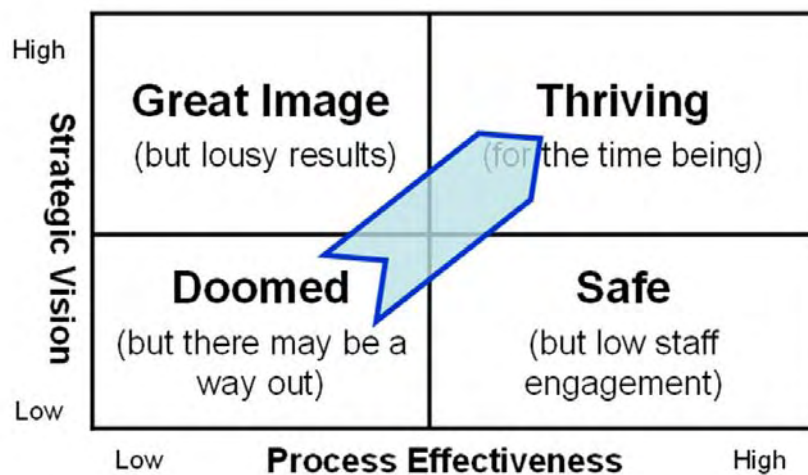 High
Strategic Vision
Low
Great Image
(but lousy results)
Thriving
(for the time being)
Doomed
(but there may be a
way out)
Safe
(but low staff
engagement)
Low
Process Effectiveness
High